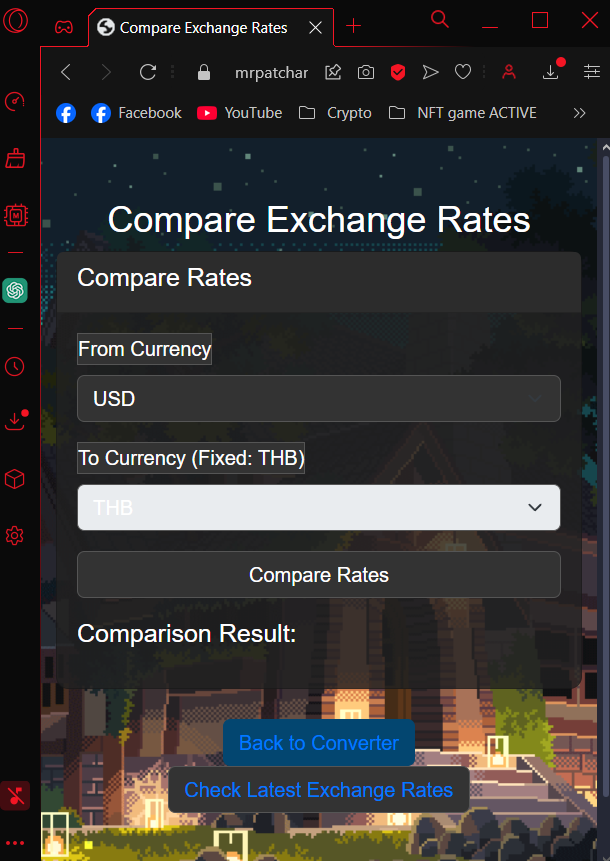 Compare Exchange Rates
mrpatchar
Facebook
YouTube
Crypto
NFT game ACTIVE
Compare Exchange Rates
Compare Rates
From Currency
USD
To Currency (Fixed: THB)
THB
Compare Rates
Comparison Result:
Back to Converter
Check Latest Exchange Rates